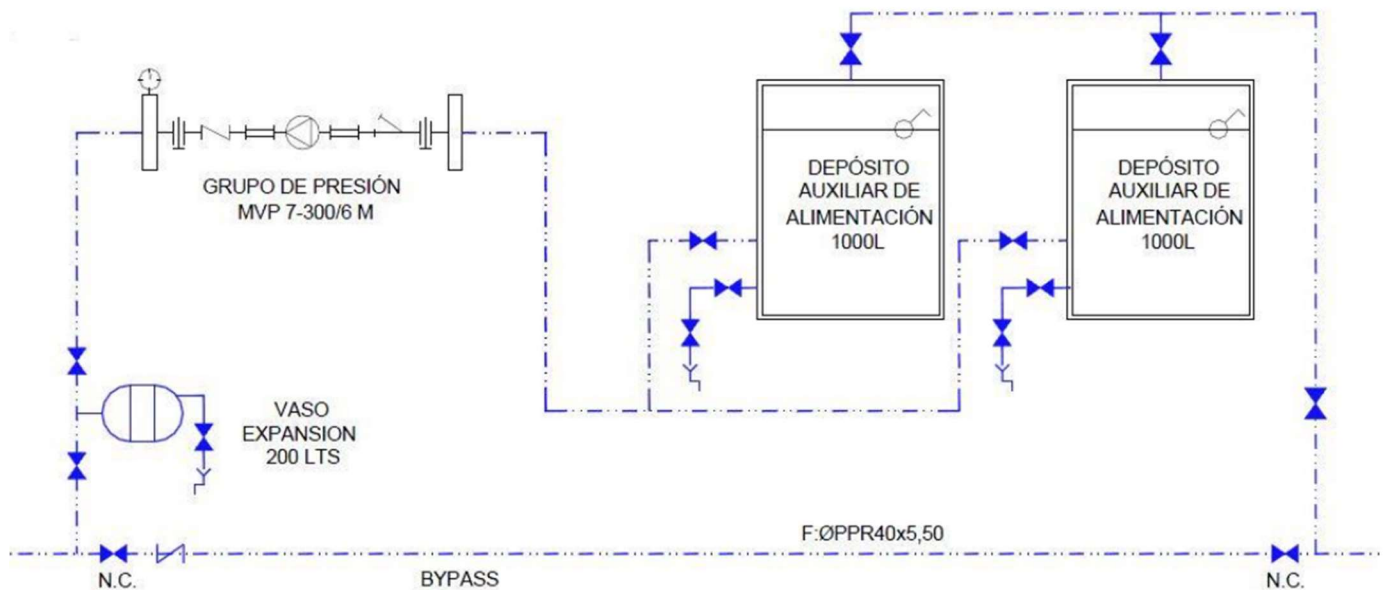 GRUPO DE PRESIÓN
MVP 7-300/6 M
DEPÓSITO
AUXILIAR DE
ALIMENTACIÓN
1000L
DEPÓSITO
AUXILIAR DE
ALIMENTACIÓN
1000L
VASO
EXPANSION
200 LTS
F:ØPPR40x5,50
N.C.
BYPASS
N.C.